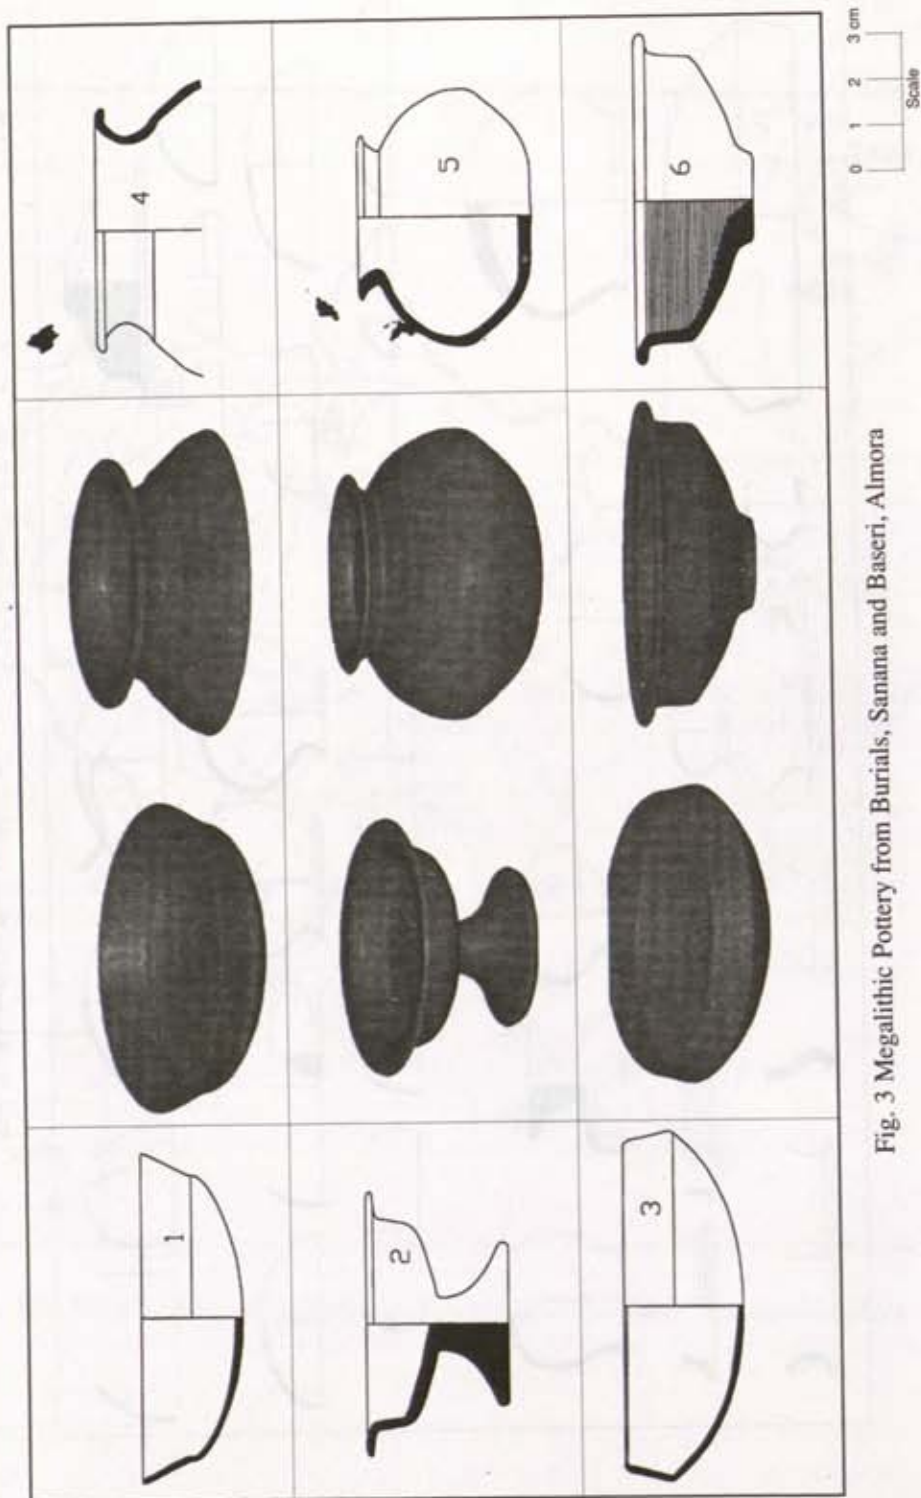 1
2
3
4
5
6
0 1 2 3 cm
Scale
Fig. 3 Megalithic Pottery from Burials, Sanana and Baseri, Almora